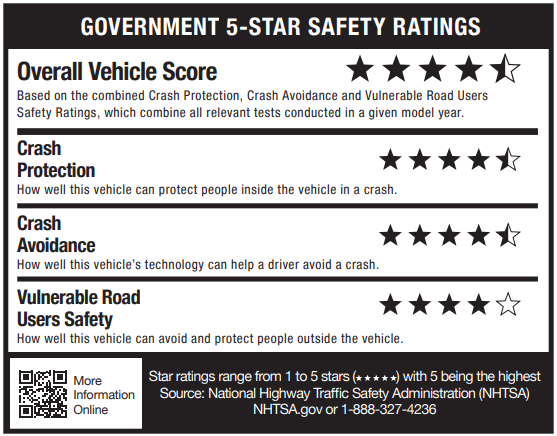 GOVERNMENT 5-STAR SAFETY RATINGS
Overall Vehicle Score ★ ★ ★ ★ ⯪
Based on the combined Crash Protection, Crash Avoidance and Vulnerable Road Users
Safety Ratings, which combine all relevant tests conducted in a given model year.
Crash
Protection ★ ★ ★ ★ ⯪
How well this vehicle can protect people inside the vehicle in a crash.
Crash
Avoidance ★ ★ ★ ★ ⯪
How well this vehicle's technology can help a driver avoid a crash.
Vulnerable Road
Users Safety ★ ★ ★ ★ ☆
How well this vehicle can avoid and protect people outside the vehicle.
More
Information
Online
Star ratings range from 1 to 5 stars (★★★★★) with 5 being the highest
Source: National Highway Traffic Safety Administration (NHTSA)
NHTSA.gov or 1-888-327-4236